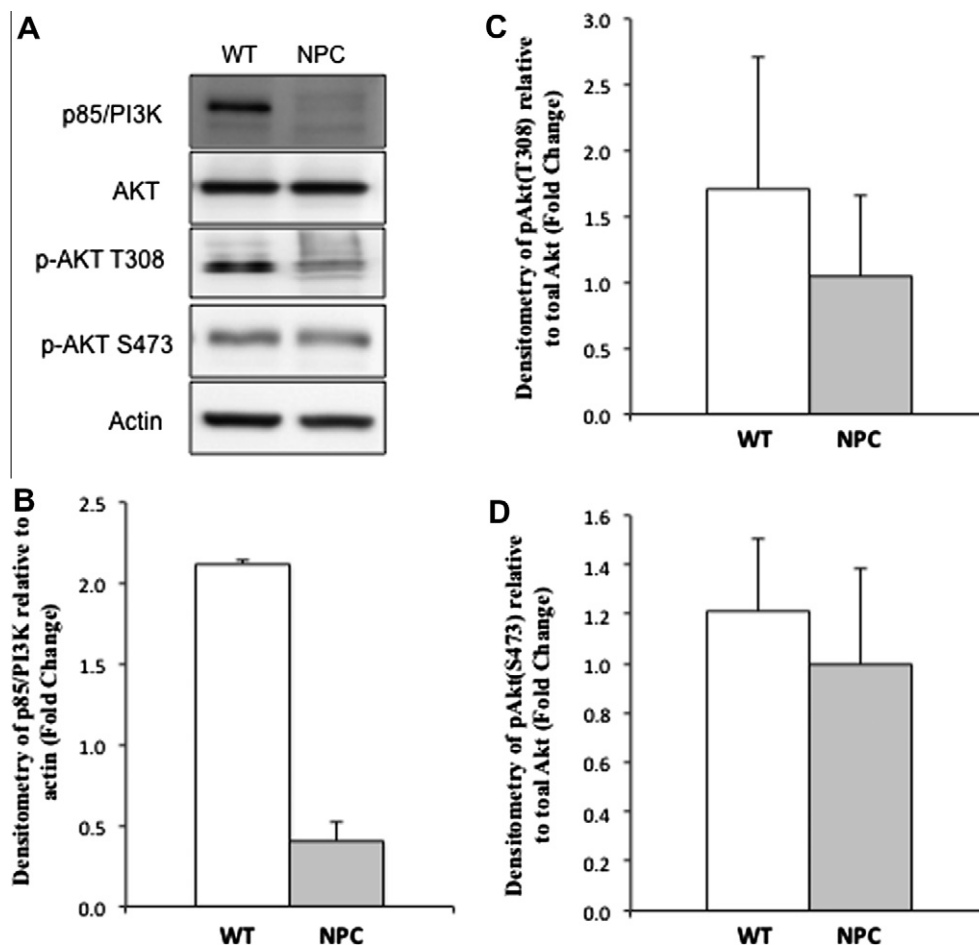 A
WT NPC
p85/PI3K
AKT
p-AKT T308
p-AKT S473
Actin
B
Densitometry of p85/PI3K relative to
actin (Fold Change)
2.5
2.0
1.5
1.0
0.5
0.0
WT NPC
C
Densitometry of pAkt(T308) relative
to toal Akt (Fold Change)
3.0
2.5
2.0
1.5
1.0
0.5
0.0
WT NPC
D
Densitometry of pAkt(S473) relative
to toal Akt (Fold Change)
1.6
1.4
1.2
1.0
0.8
0.6
0.4
0.2
0.0
WT NPC